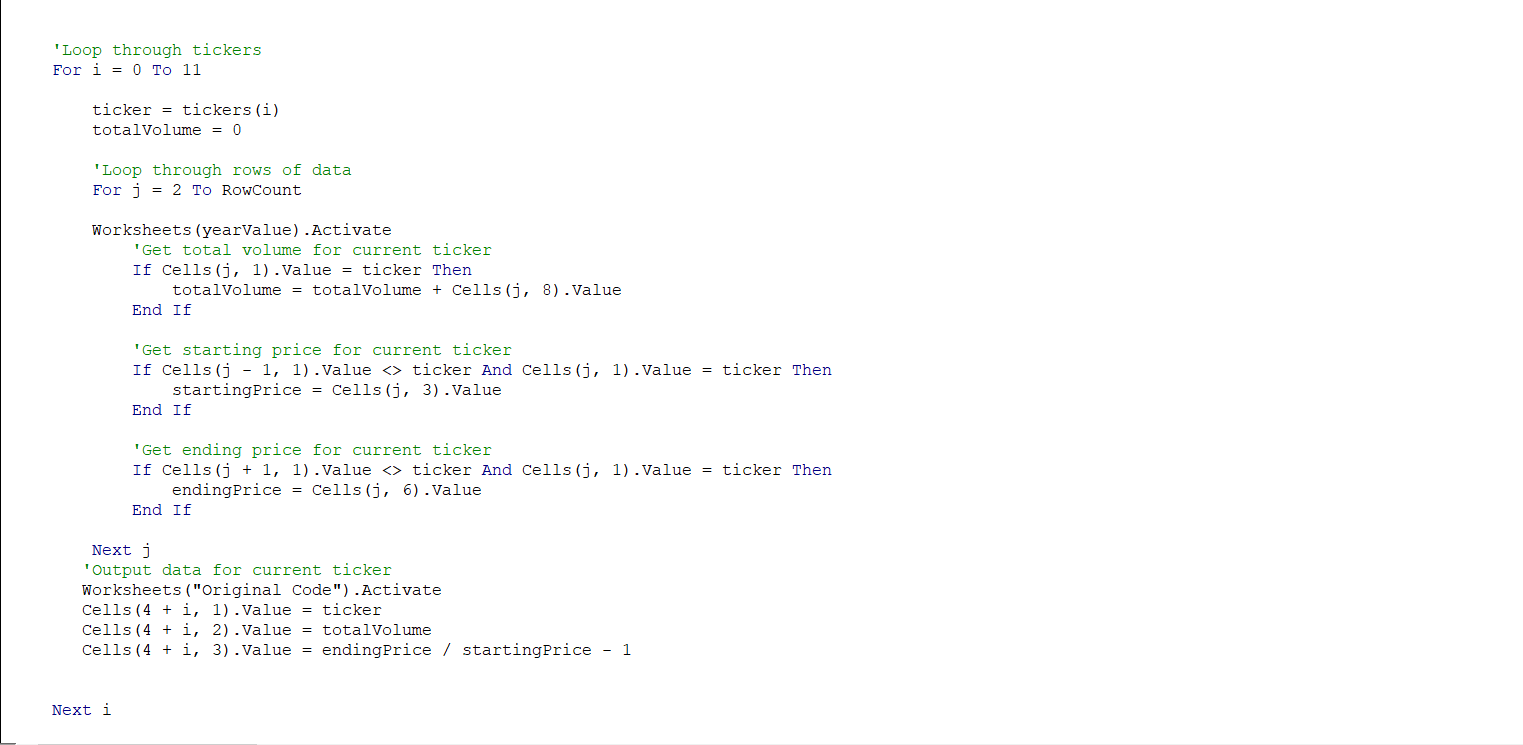 'Loop through tickers
For i = 0 To 11
ticker = tickers(i)
totalVolume = 0
'Loop through rows of data
For j = 2 To RowCount
Worksheets(yearValue).Activate
'Get total volume for current ticker
If Cells(j, 1).Value = ticker Then
totalVolume = totalVolume + Cells(j, 8).Value
End If
'Get starting price for current ticker
If Cells(j - 1, 1).Value <> ticker And Cells(j, 1).Value = ticker Then
startingPrice = Cells(j, 3).Value
End If
'Get ending price for current ticker
If Cells(j + 1, 1).Value <> ticker And Cells(j, 1).Value = ticker Then
endingPrice = Cells(j, 6).Value
End If
Next j
'Output data for current ticker
Worksheets("Original Code").Activate
Cells(4 + i, 1).Value = ticker
Cells(4 + i, 2).Value = totalVolume
Cells(4 + i, 3).Value = endingPrice / startingPrice - 1
Next i